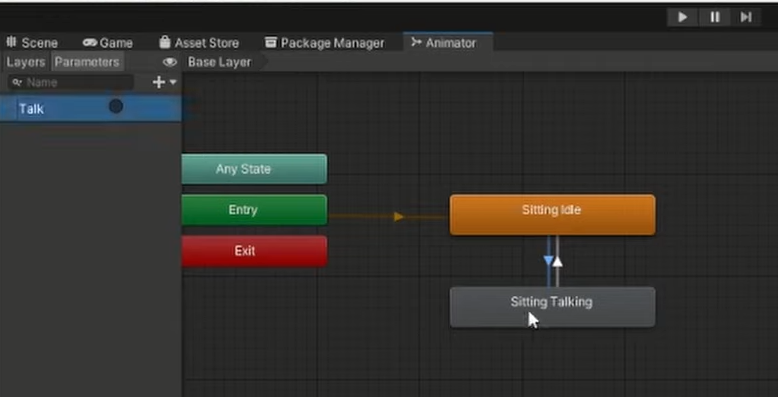 Scene Game Asset Store Package Manager Animator
Layers Parameters Base Layer
Name
Talk
Any State
Entry
Exit
Sitting Idle
Sitting Talking